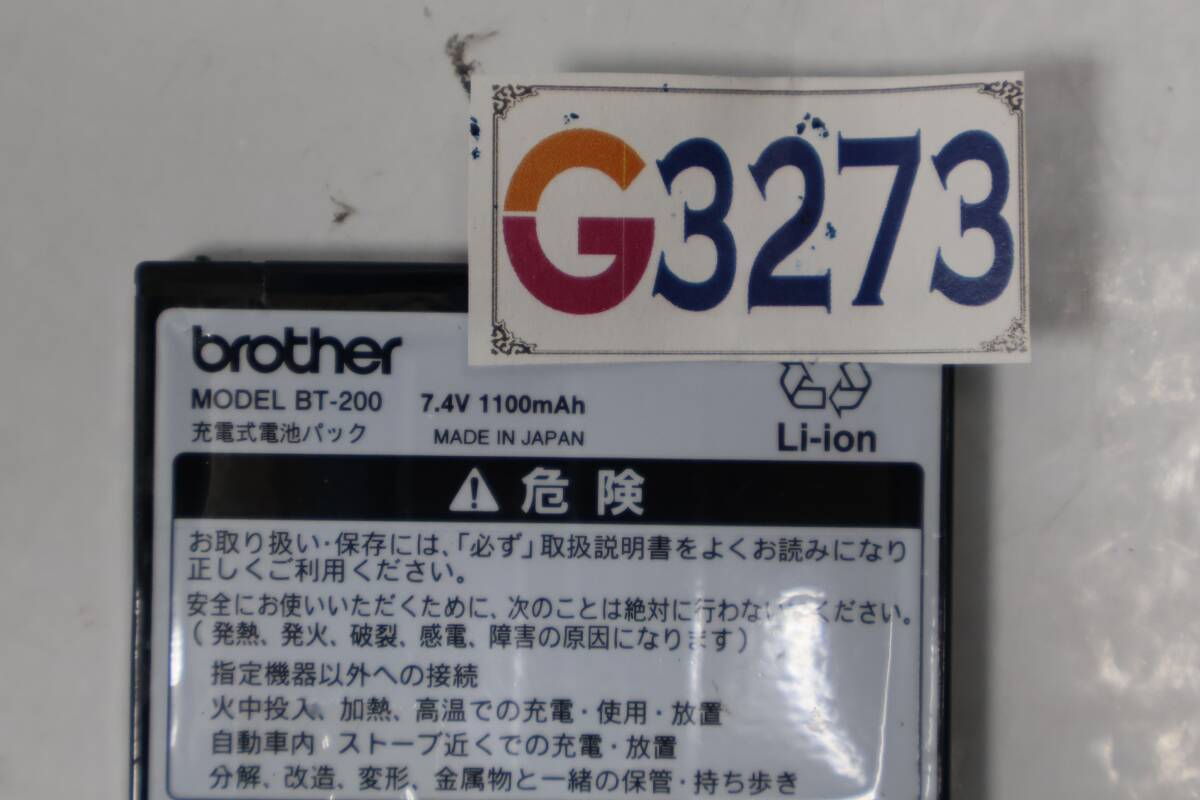 G3273
brother
MODEL BT-200 7.4V 1100mAh
充電式電池パック MADE IN JAPAN
Li-ion
危険
お取り扱い・保存には、「必ず」取扱説明書をよくお読みになり
正しくご利用ください。
安全にお使いいただくために、次のことは絶対に行わないでください。
(発熱、発火、破裂、感電、障害の原因になります)
指定機器以外への接続
火中投入、加熱、高温での充電・使用・放置
自動車内・ストーブ近くでの充電・放置
分解、改造、変形、金属物と一緒の保管・持ち歩き